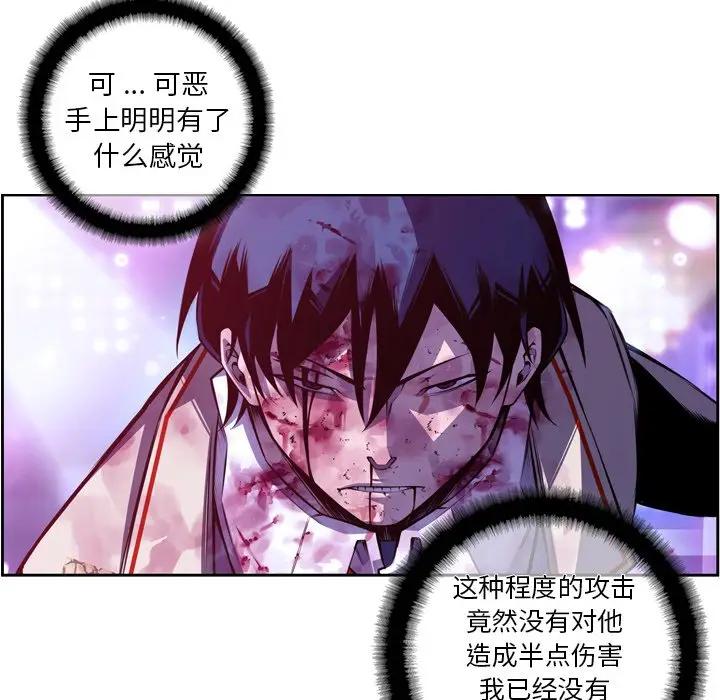 可 ... 可恶
手上明明有了
什么感觉
这种程度的攻击
竟然没有对他
造成半点伤害
我已经没有